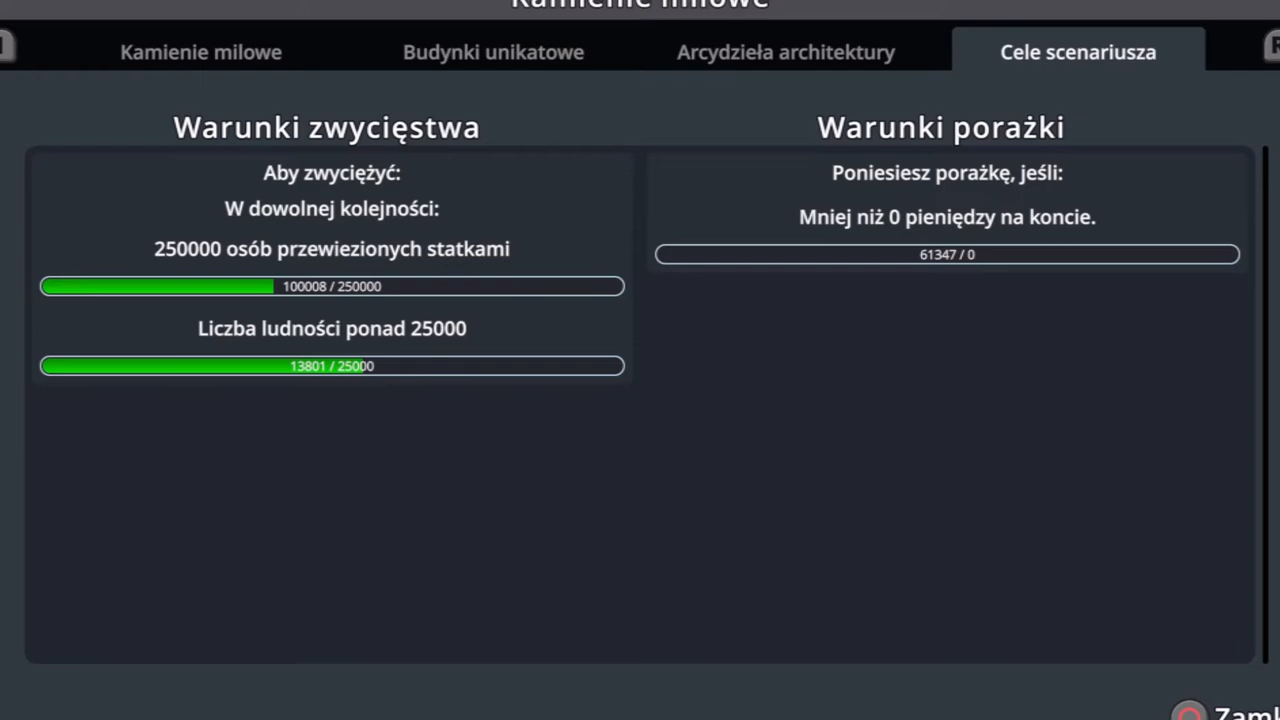 Kamienie milowe
Kamienie milowe
Budynki unikatowe
Arcydzieła architektury
Cele scenariusza
Warunki zwycięstwa
Aby zwyciężyć:
W dowolnej kolejności:
250000 osób przewiezionych statkami
100008 / 250000
Liczba ludności ponad 25000
13801 / 25000
Warunki porażki
Poniesiesz porażkę, jeśli:
Mniej niż 0 pieniędzy na koncie.
61347 / 0